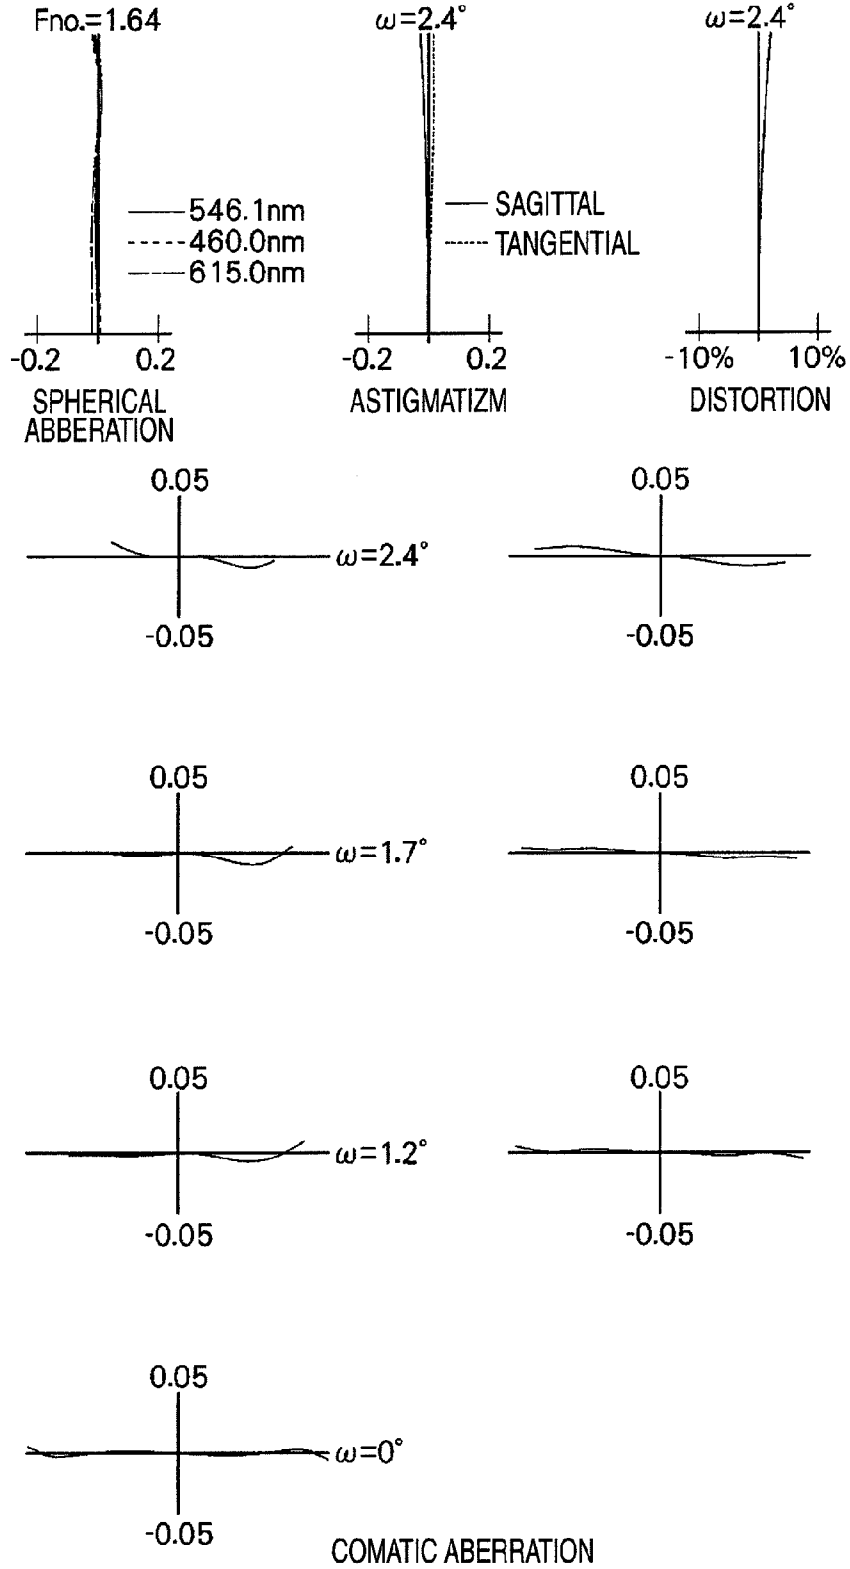 Fno.=1.64
ω=2.4°
ω=2.4°
546.1nm
460.0nm
615.0nm
SAGITTAL
TANGENTIAL
-0.2 0.2
-0.2 0.2
-10% 10%
SPHERICAL
ABBERATION
ASTIGMATIZM
DISTORTION
0.05
0.05
ω=2.4°
-0.05
-0.05
0.05
0.05
ω=1.7°
-0.05
-0.05
0.05
0.05
ω=1.2°
-0.05
-0.05
0.05
ω=0°
-0.05
COMATIC ABERRATION